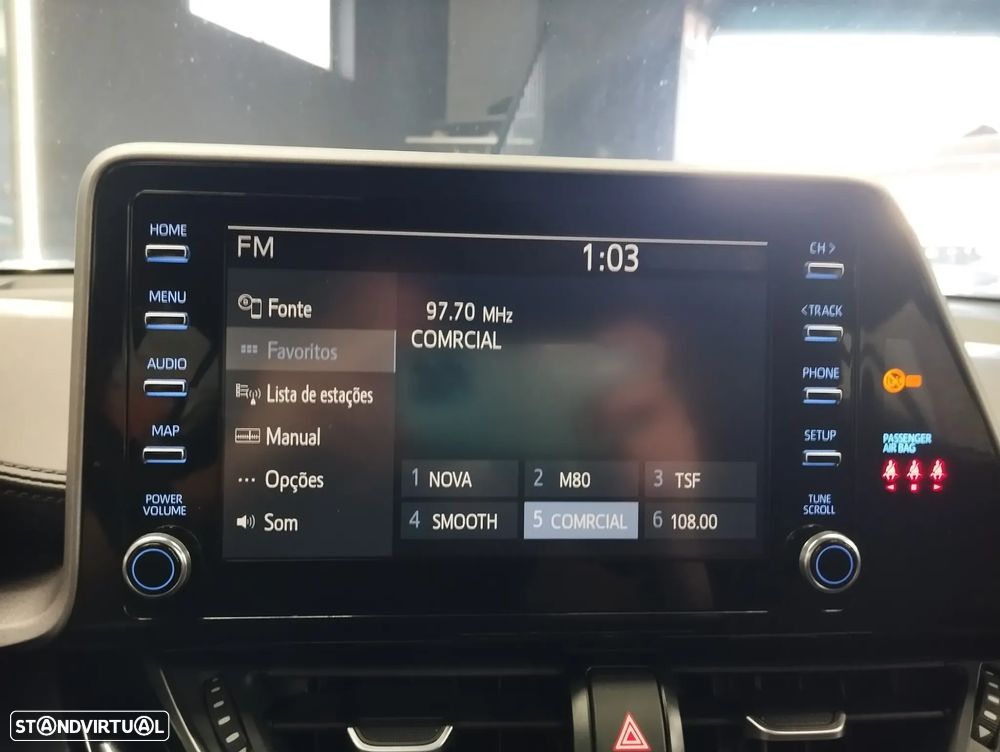 HOME
MENU
AUDIO
MAP
POWER
VOLUME
FM
1:03
Fonte
Favoritos
Lista de estações
Manual
Opções
Som
97.70 MHz
COMRCIAL
1 NOVA
2 M80
3 TSF
4 SMOOTH
5 COMRCIAL
6 108.00
CH >
< TRACK
PHONE
SETUP
TUNE
SCROLL
PASSENGER
AIR BAG
STANDVIRTUAL